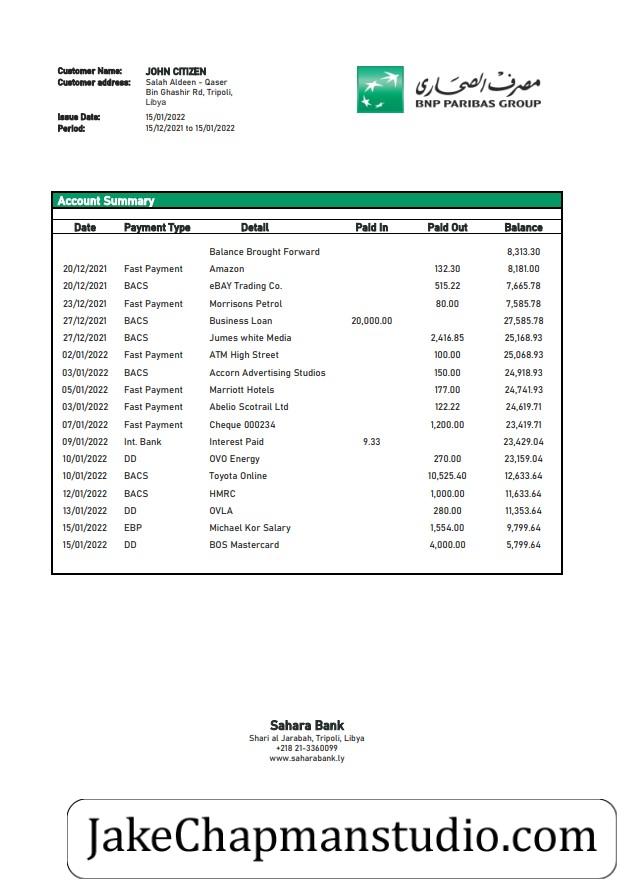 Customer Name: JOHN CITIZEN
Customer address: Salah Aldeen - Qaser
Bin Ghashir Rd, Tripoli,
Libya
Issue Date: 15/01/2022
Period: 15/12/2021 to 15/01/2022
مصرف الصحارى
BNP PARIBAS GROUP
Account Summary
Date Payment Type Detail Paid In Paid Out Balance
Balance Brought Forward 8,313.30
20/12/2021 Fast Payment Amazon 132.30 8,181.00
20/12/2021 BACS eBAY Trading Co. 515.22 7,665.78
23/12/2021 Fast Payment Morrisons Petrol 80.00 7,585.78
27/12/2021 BACS Business Loan 20,000.00 27,585.78
27/12/2021 BACS Jumes white Media 2,416.85 25,168.93
02/01/2022 Fast Payment ATM High Street 100.00 25,068.93
03/01/2022 BACS Accorn Advertising Studios 150.00 24,918.93
05/01/2022 Fast Payment Marriott Hotels 177.00 24,741.93
03/01/2022 Fast Payment Abelio Scotrail Ltd 122.22 24,619.71
07/01/2022 Fast Payment Cheque 000234 1,200.00 23,419.71
09/01/2022 Int. Bank Interest Paid 9.33 23,429.04
10/01/2022 DD OVO Energy 270.00 23,159.04
10/01/2022 BACS Toyota Online 10,525.40 12,633.64
12/01/2022 BACS HMRC 1,000.00 11,633.64
13/01/2022 DD OVLA 280.00 11,353.64
15/01/2022 EBP Michael Kor Salary 1,554.00 9,799.64
15/01/2022 DD BOS Mastercard 4,000.00 5,799.64
Sahara Bank
Shari al Jarabah, Tripoli, Libya
+218 21-3360099
www.saharabank.ly
JakeChapmanstudio.com